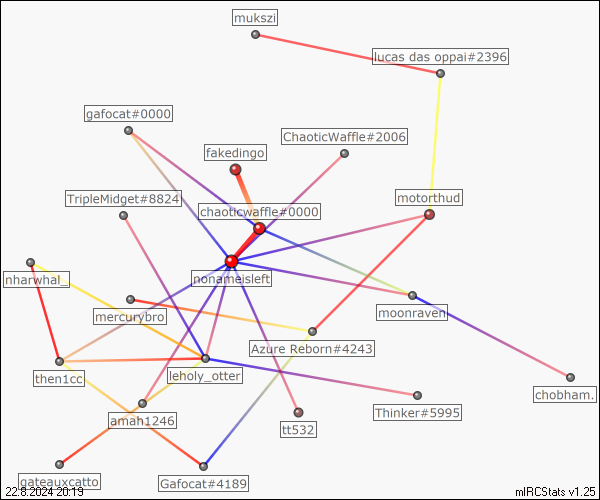 mukszi
lucas das oppai#2396
gafocat#0000
ChaoticWaffle#2006
fakedingo
TripleMidget#8824
motorthud
chaoticwaffle#0000
nonameisleft
nharwhal_
moonraven
mercurybro
Azure Reborn#4243
then1cc
leholy_otter
chobham.
Thinker#5995
amah1246
tt532
gateauxcatto
Gafocat#4189
22.8.2024 20:19
mIRCStats v1.25